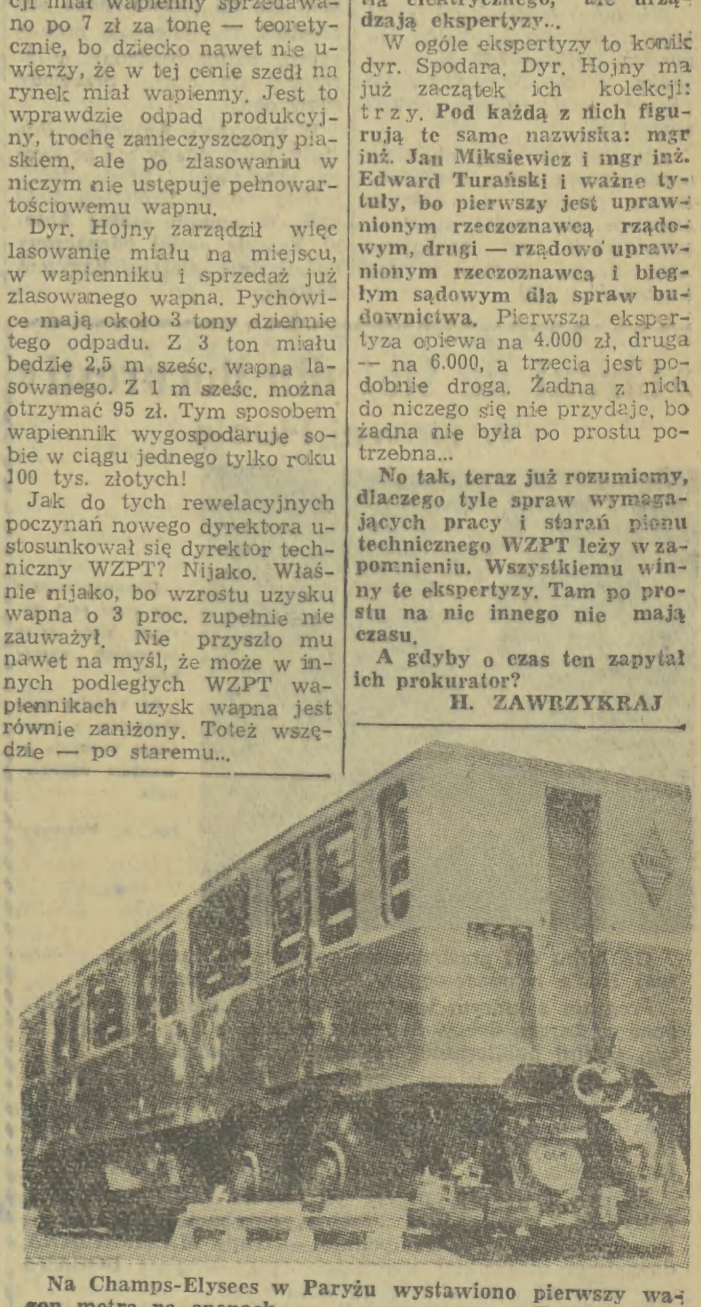 cji miał wapienny sprzedawa-
no po 7 zł za tonę — teorety-
cznie, bo dziecko nawet nie u-
wierzy, że w tej cenie szedł na
rynek miał wapienny. Jest to
wprawdzie odpad produkcyj-
ny, trochę zanieczyszczony pia-
skiem, ale po zlasowaniu w
niczym nie ustępuje pełnowar-
tościowemu wapnu.
Dyr. Hojny zarządził więc
lasowanie miału na miejscu,
w wapienniku i sprzedaż już
zlasowanego wapna. Pychowi-
ce mają około 3 tony dziennie
tego odpadu. Z 3 ton miału
będzie 2,5 m sześc. wapna la-
sowanego. Z 1 m sześc. można
otrzymać 95 zł. Tym sposobem
wapiennik wygospodaruje so-
bie w ciągu jednego tylko roku
100 tys. złotych!
Jak do tych rewelacyjnych
poczynań nowego dyrektora u-
stosunkował się dyrektor tech-
niczny WZPT? Nijako. Właś-
nie nijako, bo wzrostu uzysku
wapna o 3 proc. zupełnie nie
zauważył. Nie przyszło mu
nawet na myśl, że może w in-
nych podległych WZPT wa-
piennikach uzysk wapna jest
równie zaniżony. Toteż wszę-
dzie — po staremu...
elektrycznego, ale urzą-
dzają ekspertyzy...
W ogóle ekspertyzy to konik
dyr. Spodara. Dyr. Hojny ma
już zaczątek ich kolekcji:
trzy. Pod każdą z nich figu-
rują te same nazwiska: mgr
inż. Jan Miksiewicz i mgr inż.
Edward Turański i ważne ty-
tuły, bo pierwszy jest upraw-
nionym rzeczoznawcą rządo-
wym, drugi — rządowo upraw-
nionym rzeczoznawcą i bieg-
łym sądowym dla spraw bu-
downictwa. Pierwsza eksper-
tyza opiewa na 4.000 zł, druga
— na 6.000, a trzecia jest po-
dobnie droga. Żadna z nich
do niczego się nie przydaje, bo
żadna nie była po prostu po-
trzebna...
No tak, teraz już rozumiemy,
dlaczego tyle spraw wymaga-
jących pracy i starań pionu
technicznego WZPT leży w za-
pomnieniu. Wszystkiemu win-
ny te ekspertyzy. Tam po pro-
stu na nic innego nie mają
czasu.
A gdyby o czas ten zapytał
ich prokurator?
H. ZAWRZYKRAJ
Na Champs-Elysees w Paryżu wystawiono pierwszy wa-
gon metra na oponach